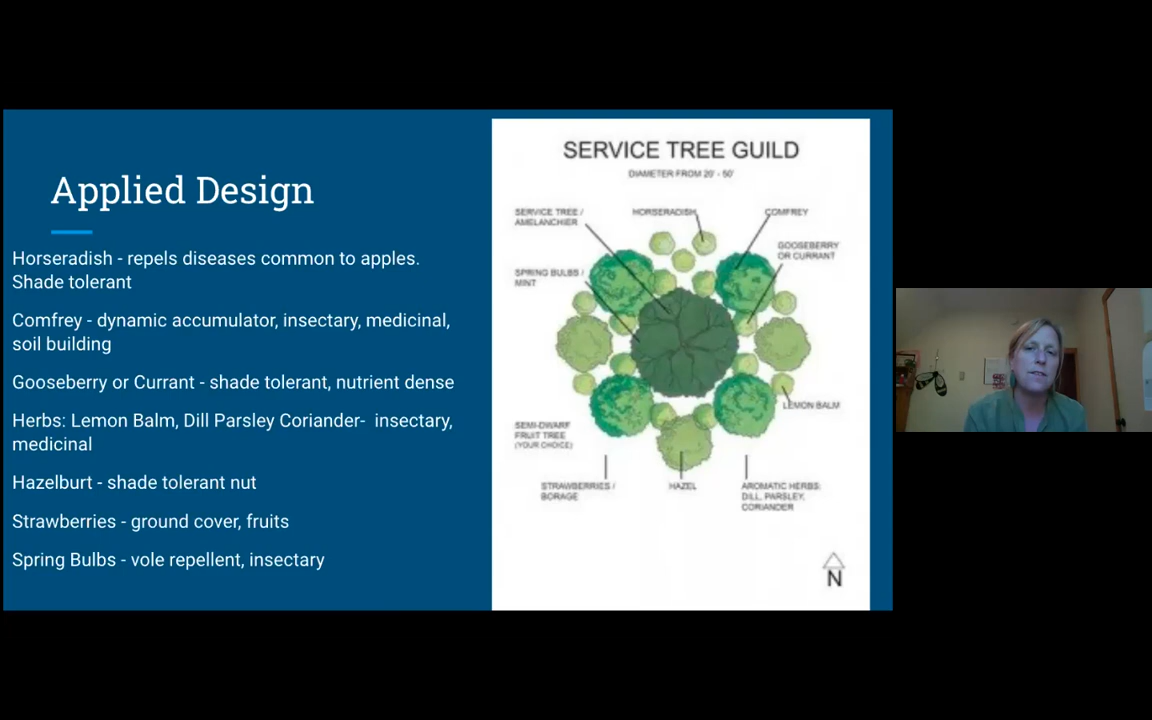 Applied Design
Horseradish - repels diseases common to apples.
Shade tolerant
Comfrey - dynamic accumulator, insectary, medicinal,
soil building
Gooseberry or Currant - shade tolerant, nutrient dense
Herbs: Lemon Balm, Dill Parsley Coriander-  insectary,
medicinal
Hazelburt - shade tolerant nut
Strawberries - ground cover, fruits
Spring Bulbs - vole repellent, insectary
SERVICE TREE GUILD
DIAMETER FROM 20' - 50'
SERVICE TREE /
AMELANCHIER
HORSERADISH
COMFREY
GOOSEBERRY
OR CURRANT
SPRING BULBS /
MINT
LEMON BALM
SEMI-DWARF
FRUIT TREE
(YOUR CHOICE)
STRAWBERRIES /
BORAGE
HAZEL
AROMATIC HERBS:
DILL, PARSLEY,
CORIANDER
N